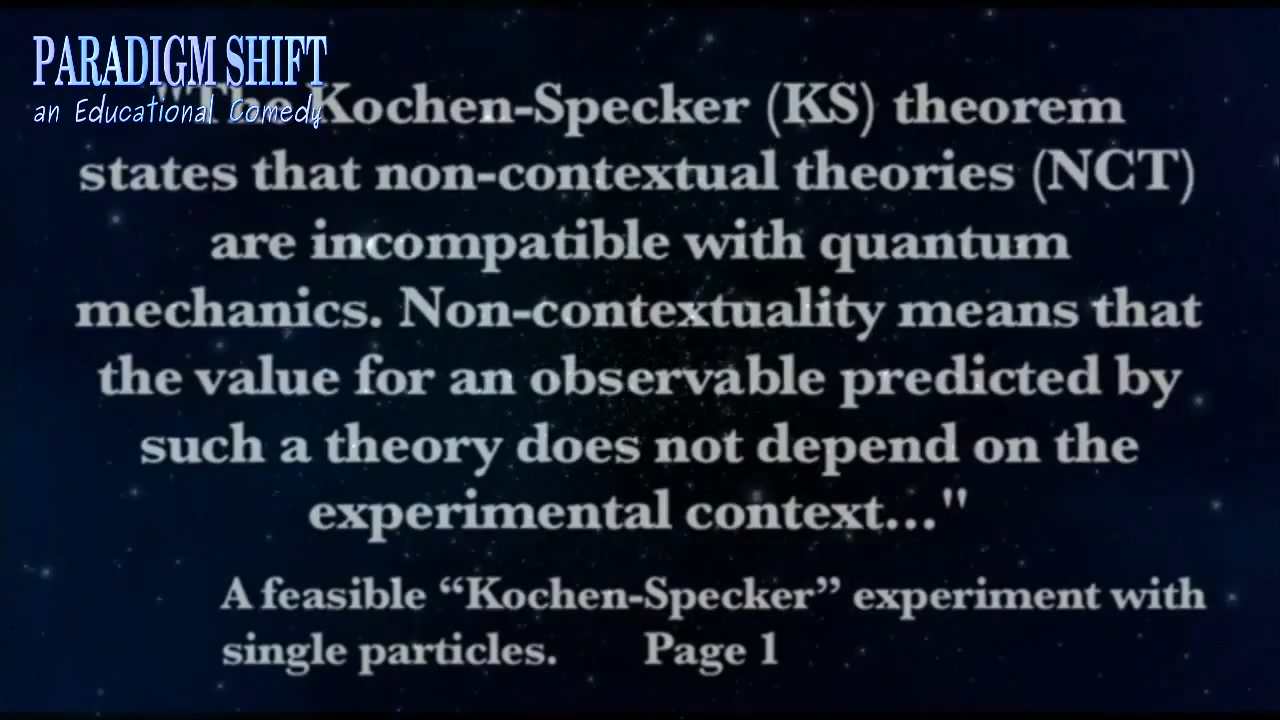 PARADIGM SHIFT
an Educational Comedy
Kochen-Specker (KS) theorem
states that non-contextual theories (NCT)
are incompatible with quantum
mechanics. Non-contextuality means that
the value for an observable predicted by
such a theory does not depend on the
experimental context..."
A feasible “Kochen-Specker” experiment with
single particles. Page 1